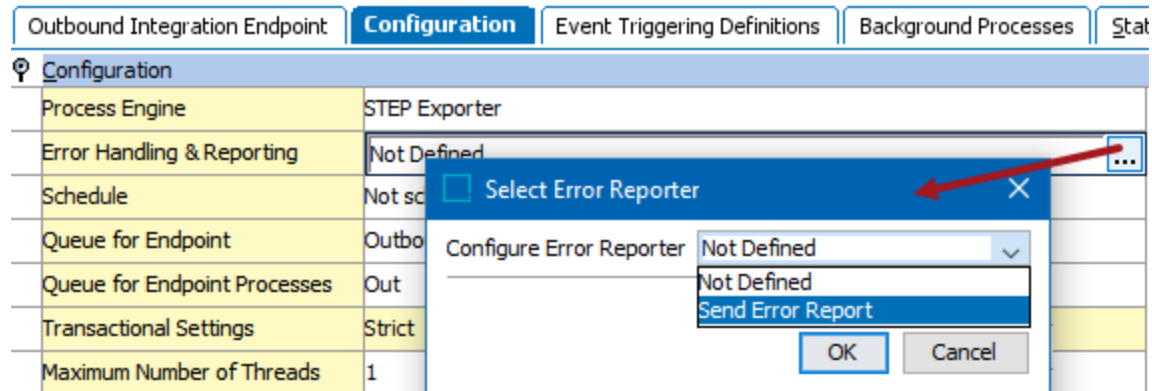 Outbound Integration Endpoint Configuration Event Triggering Definitions Background Processes
Configuration
Process Engine STEP Exporter
Error Handling & Reporting Not Defined ...
Select Error Reporter
Schedule Not
Queue for Endpoint
Configure Error Reporter Not Defined
Not Defined
Queue for Endpoint Processes Out
Send Error Report
Transactional Settings Strict
OK Cancel
Maximum Number of Threads 1